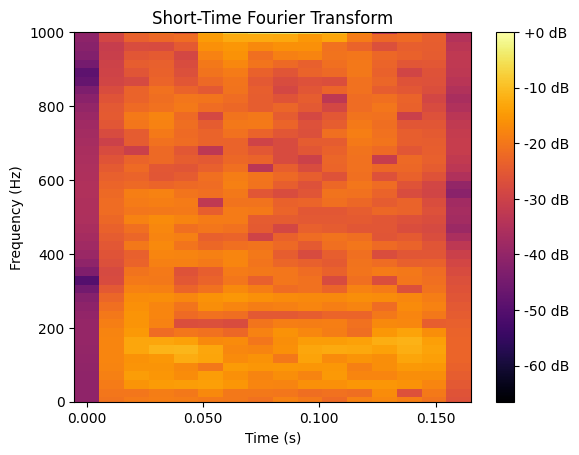 Short-Time Fourier Transform
1000
800
600
400
200
0
Frequency (Hz)
0.000
0.050
0.100
0.150
Time (s)
+0 dB
-10 dB
-20 dB
-30 dB
-40 dB
-50 dB
-60 dB